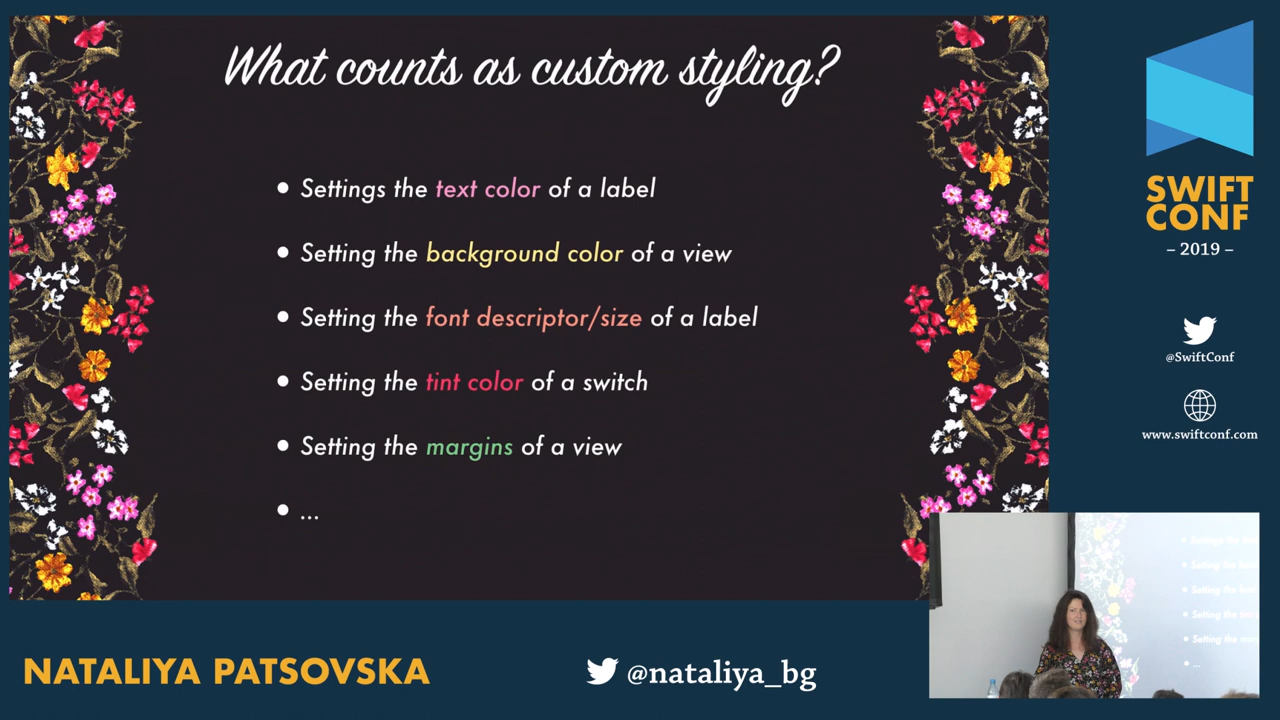 What counts as custom styling?
• Settings the text color of a label
• Setting the background color of a view
• Setting the font descriptor/size of a label
• Setting the tint color of a switch
• Setting the margins of a view
• ...
SWIFT
CONF
– 2019 –
@SwiftConf
www.swiftconf.com
NATALIYA PATSOVSKA
@nataliya_bg